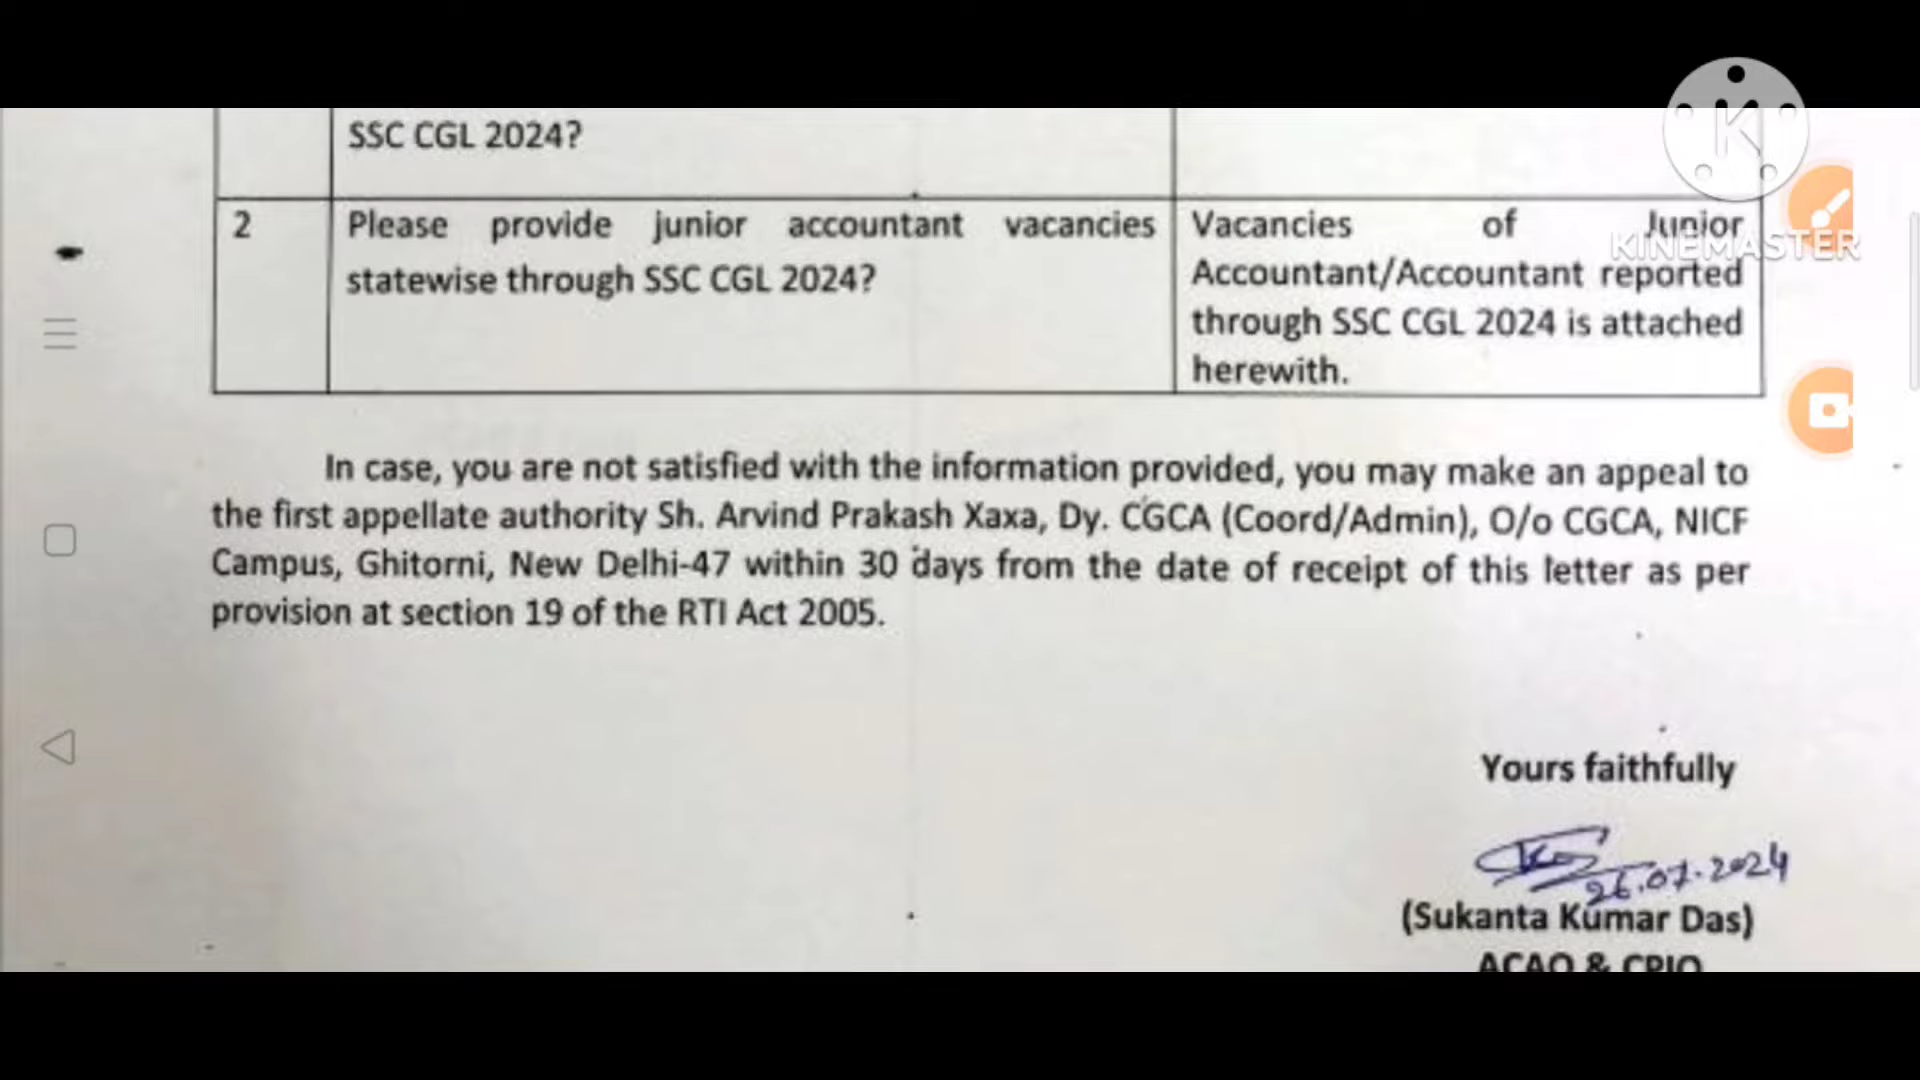 SSC CGL 2024?
2 Please provide junior accountant vacancies
statewise through SSC CGL 2024?
Vacancies of Junior
Accountant/Accountant reported
through SSC CGL 2024 is attached
herewith.
In case, you are not satisfied with the information provided, you may make an appeal to
the first appellate authority Sh. Arvind Prakash Xaxa, Dy. CGCA (Coord/Admin), O/o CGCA, NICF
Campus, Ghitorni, New Delhi-47 within 30 days from the date of receipt of this letter as per
provision at section 19 of the RTI Act 2005.
Yours faithfully
26.07.2024
(Sukanta Kumar Das)
ACAO & CPIO
K
KINEMASTER